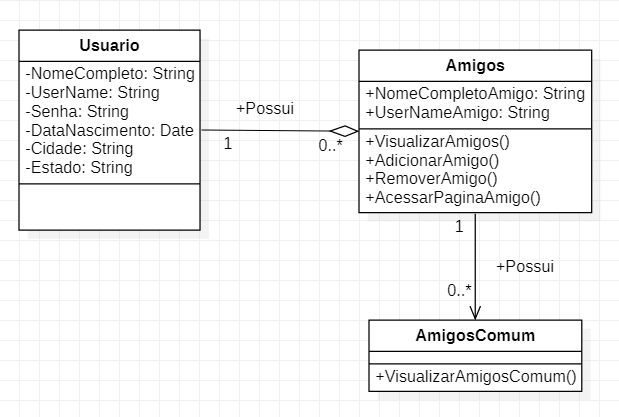 Usuario
-NomeCompleto: String
-UserName: String
-Senha: String
-DataNascimento: Date
-Cidade: String
-Estado: String
+Possui
1
0..*
Amigos
+NomeCompletoAmigo: String
+UserNameAmigo: String
+VisualizarAmigos()
+AdicionarAmigo()
+RemoverAmigo()
+AcessarPaginaAmigo()
1
+Possui
0..*
AmigosComum
+VisualizarAmigosComum()